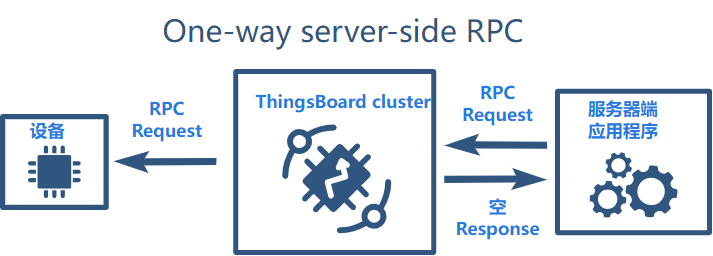 One-way server-side RPC
设备
RPC
Request
ThingsBoard cluster
RPC
Request
空
Response
服务器端
应用程序